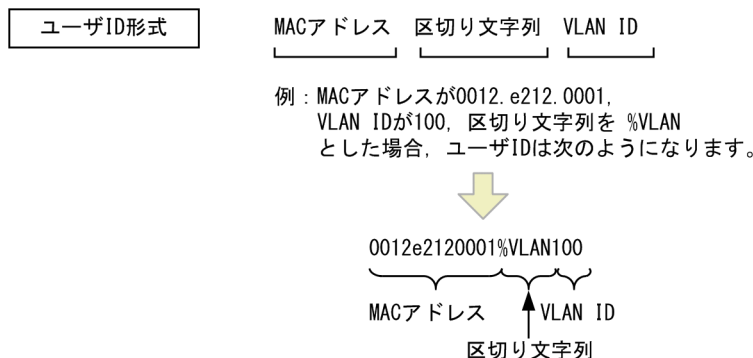 ユーザID形式
MACアドレス 区切り文字列 VLAN ID
例：MACアドレスが0012.e212.0001,
VLAN IDが100, 区切り文字列を %VLAN
とした場合, ユーザIDは次のようになります。
0012e2120001%VLAN100
MACアドレス VLAN ID
区切り文字列